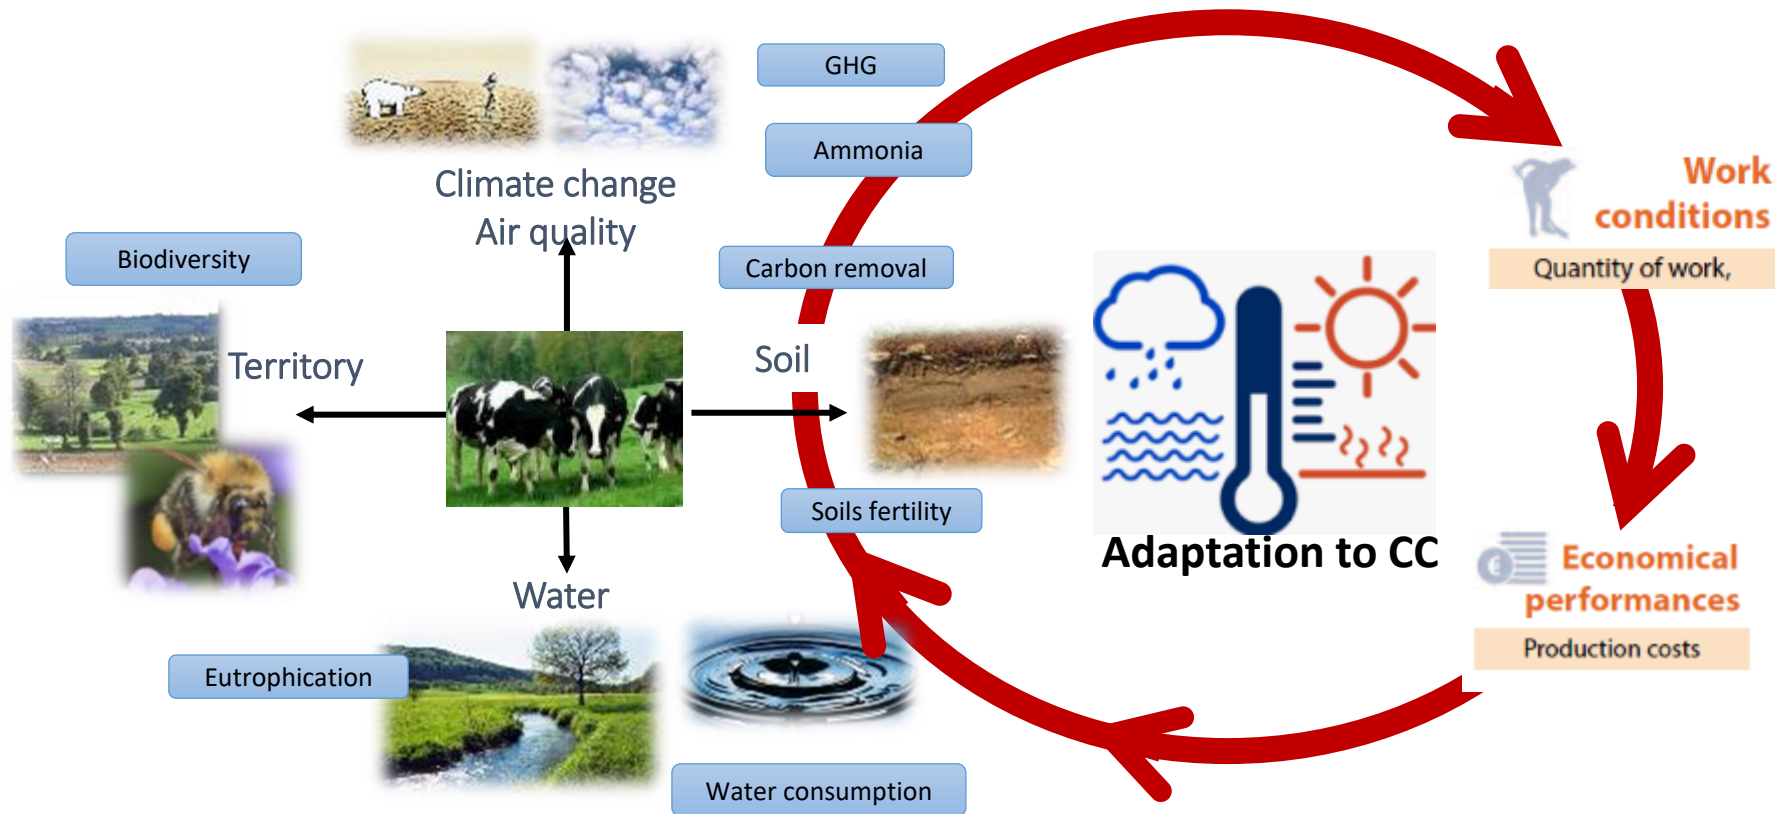 GHG
Ammonia
Climate change
Air quality
Work
conditions
Quantity of work,
Biodiversity
Carbon removal
Territory
Soil
Soils fertility
Adaptation to CC
Economical
performances
Production costs
Water
Eutrophication
Water consumption